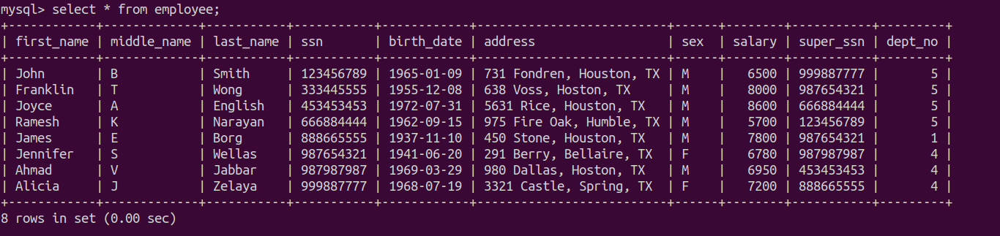 mysql> select * from employee;
+------------+-------------+-----------+-----------+------------+--------------------------+------+--------+-----------+---------+
| first_name | middle_name | last_name | ssn       | birth_date | address                  | sex  | salary | super_ssn | dept_no |
+------------+-------------+-----------+-----------+------------+--------------------------+------+--------+-----------+---------+
| John       | B           | Smith     | 123456789 | 1965-01-09 | 731 Fondren, Houston, TX | M    |   6500 | 999887777 |       5 |
| Franklin   | T           | Wong      | 333445555 | 1955-12-08 | 638 Voss, Hoston, TX     | M    |   8000 | 987654321 |       5 |
| Joyce      | A           | English   | 453453453 | 1972-07-31 | 5631 Rice, Houston, TX   | M    |   8600 | 666884444 |       5 |
| Ramesh     | K           | Narayan   | 666884444 | 1962-09-15 | 975 Fire Oak, Humble, TX | M    |   5700 | 123456789 |       5 |
| James      | E           | Borg      | 888665555 | 1937-11-10 | 450 Stone, Houston, TX   | M    |   7800 | 987654321 |       1 |
| Jennifer   | S           | Wellas    | 987654321 | 1941-06-20 | 291 Berry, Bellaire, TX  | F    |   6780 | 987987987 |       4 |
| Ahmad      | V           | Jabbar    | 987987987 | 1969-03-29 | 980 Dallas, Hoston, TX   | M    |   6950 | 453453453 |       4 |
| Alicia     | J           | Zelaya    | 999887777 | 1968-07-19 | 3321 Castle, Spring, TX  | F    |   7200 | 888665555 |       4 |
+------------+-------------+-----------+-----------+------------+--------------------------+------+--------+-----------+---------+
8 rows in set (0.00 sec)